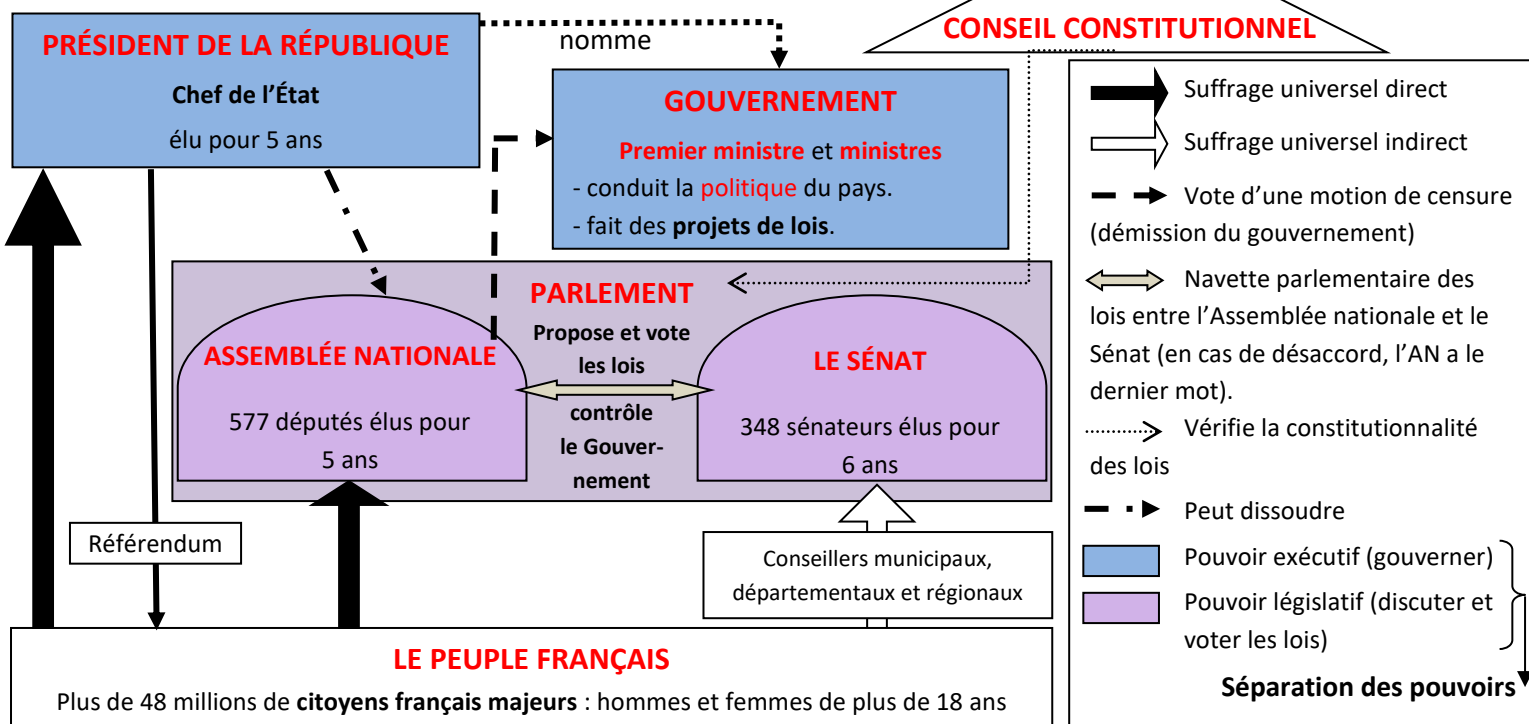 PRÉSIDENT DE LA RÉPUBLIQUE
Chef de l’État
élu pour 5 ans
nomme
CONSEIL CONSTITUTIONNEL
GOUVERNEMENT
Premier ministre et ministres
- conduit la politique du pays.
- fait des projets de lois.
PARLEMENT
Propose et vote
les lois
contrôle
le Gouver-
nement
ASSEMBLÉE NATIONALE
577 députés élus pour
5 ans
LE SÉNAT
348 sénateurs élus pour
6 ans
Référendum
Conseillers municipaux,
départementaux et régionaux
LE PEUPLE FRANÇAIS
Plus de 48 millions de citoyens français majeurs : hommes et femmes de plus de 18 ans
Suffrage universel direct
Suffrage universel indirect
Vote d’une motion de censure
(démission du gouvernement)
Navette parlementaire des
lois entre l’Assemblée nationale et le
Sénat (en cas de désaccord, l’AN a le
dernier mot).
Vérifie la constitutionnalité
des lois
Peut dissoudre
Pouvoir exécutif (gouverner)
Pouvoir législatif (discuter et
voter les lois)
Séparation des pouvoirs